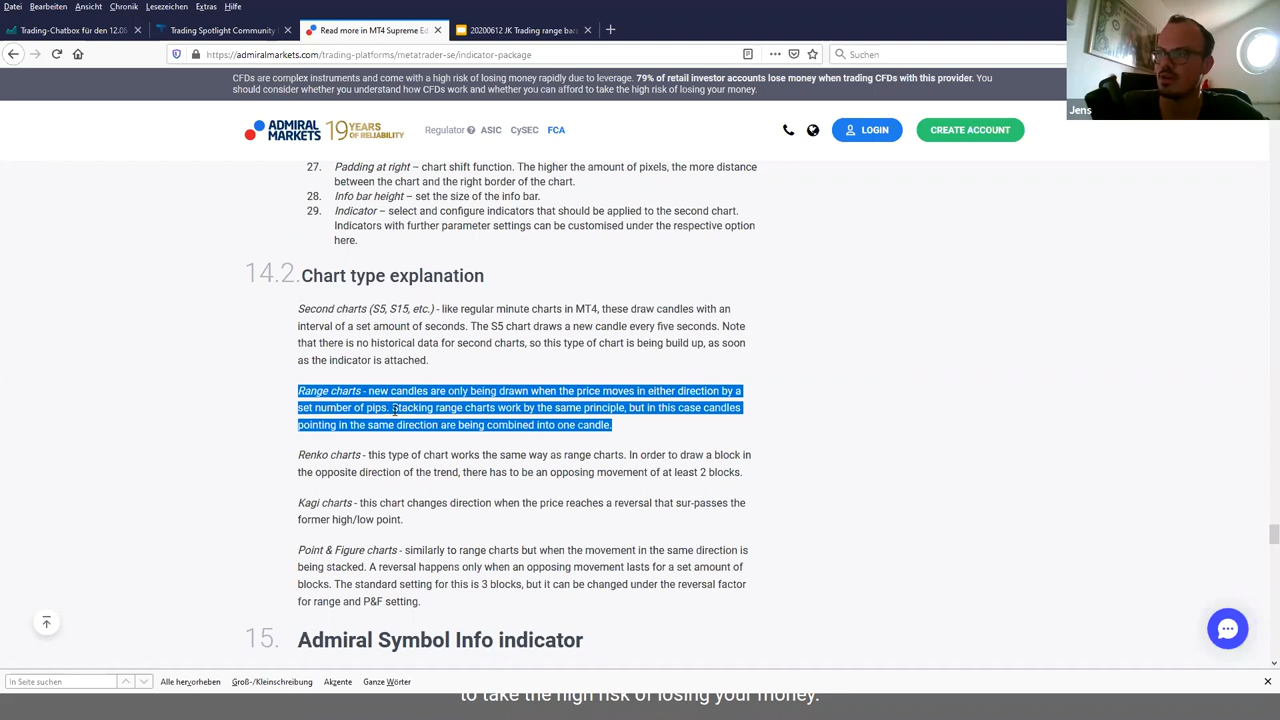 Datei Bearbeiten Ansicht Chronik Lesezeichen Extras Hilfe
Trading-Chatbox für den 12.06
Trading Spotlight Community
Read more in MT4 Supreme Ed
20200612 JK Trading range bar
https://admiralmarkets.com/trading-platforms/metatrader-se/indicator-package
Suchen
CFDs are complex instruments and come with a high risk of losing money rapidly due to leverage. 79% of retail investor accounts lose money when trading CFDs with this provider. You
should consider whether you understand how CFDs work and whether you can afford to take the high risk of losing your money.
Jens
ADMIRAL
MARKETS
19 YEARS
OF RELIABILITY
Regulator ? ASIC CySEC FCA
LOGIN
CREATE ACCOUNT
27. Padding at right – chart shift function. The higher the amount of pixels, the more distance
between the chart and the right border of the chart.
28. Info bar height – set the size of the info bar.
29. Indicator – select and configure indicators that should be applied to the second chart.
Indicators with further parameter settings can be customised under the respective option
here.
14.2. Chart type explanation
Second charts (S5, S15, etc.) - like regular minute charts in MT4, these draw candles with an
interval of a set amount of seconds. The S5 chart draws a new candle every five seconds. Note
that there is no historical data for second charts, so this type of chart is being build up, as soon
as the indicator is attached.
Range charts - new candles are only being drawn when the price moves in either direction by a
set number of pips. Stacking range charts work by the same principle, but in this case candles
pointing in the same direction are being combined into one candle.
Renko charts - this type of chart works the same way as range charts. In order to draw a block in
the opposite direction of the trend, there has to be an opposing movement of at least 2 blocks.
Kagi charts - this chart changes direction when the price reaches a reversal that sur-passes the
former high/low point.
Point & Figure charts - similarly to range charts but when the movement in the same direction is
being stacked. A reversal happens only when an opposing movement lasts for a set amount of
blocks. The standard setting for this is 3 blocks, but it can be changed under the reversal factor
for range and P&F setting.
15. Admiral Symbol Info indicator
In Seite suchen
Alle hervorheben Groß-/Kleinschreibung Akzente Ganze Wörter
to take the high risk of losing your money.